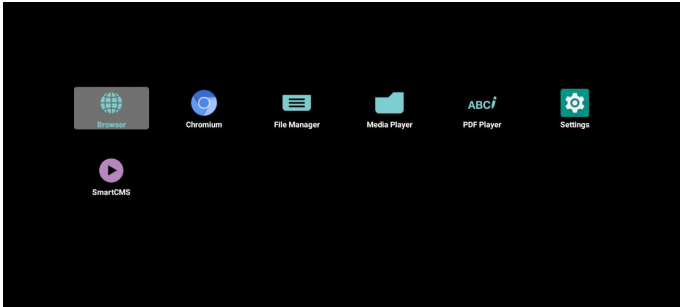 Browser
Chromium
File Manager
Media Player
ABCi
PDF Player
Settings
SmartCMS